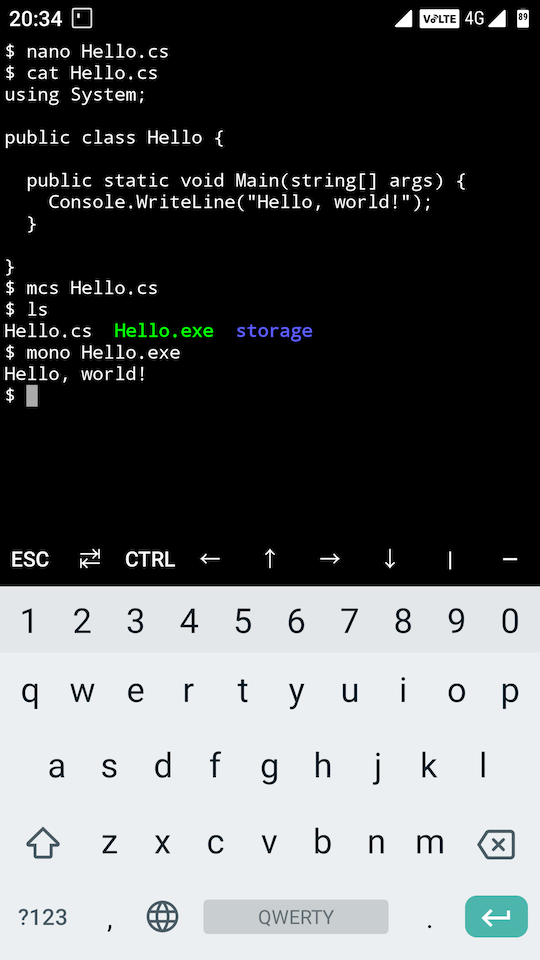 20:34 VoLTE 4G 89
$ nano Hello.cs
$ cat Hello.cs
using System;
public class Hello {
public static void Main(string[] args) {
Console.WriteLine("Hello, world!");
}
}
$ mcs Hello.cs
$ ls
Hello.cs Hello.exe storage
$ mono Hello.exe
Hello, world!
$
ESC ⇄ CTRL ← ↑ → ↓ | —
1 2 3 4 5 6 7 8 9 0
q w e r t y u i o p
a s d f g h j k l
z x c v b n m
?123 , QWERTY .